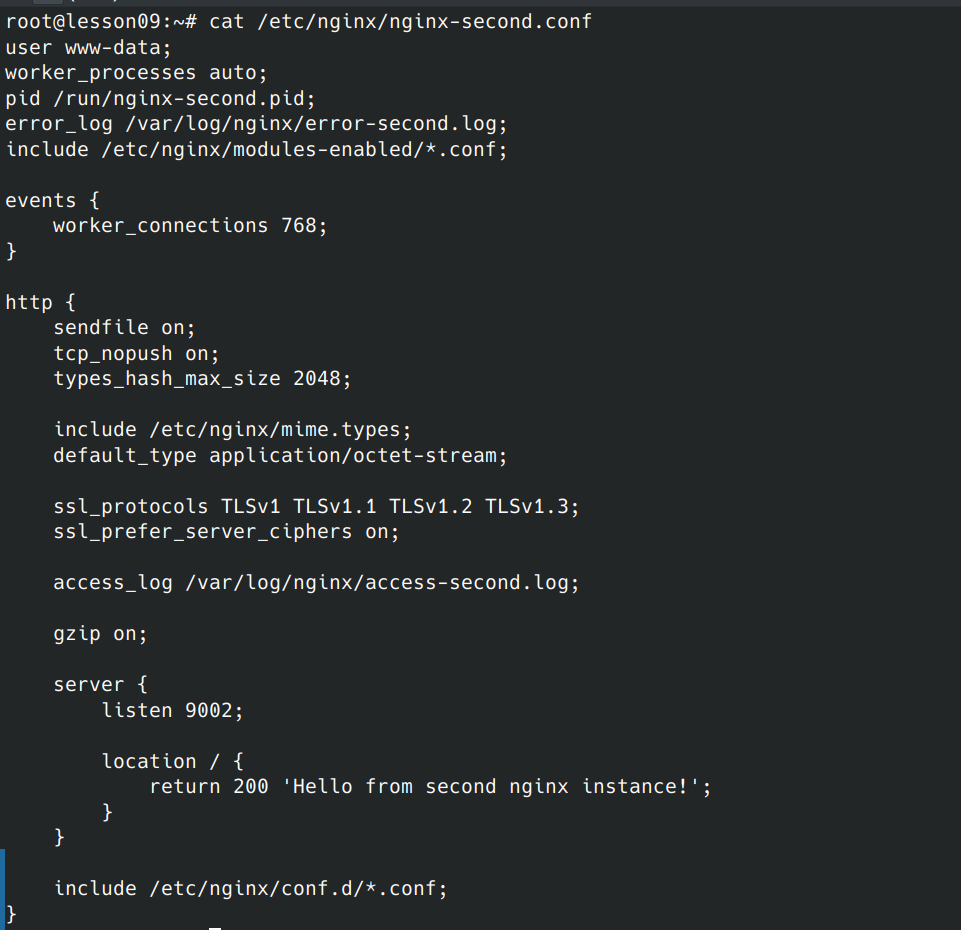 root@lesson09:~# cat /etc/nginx/nginx-second.conf
user www-data;
worker_processes auto;
pid /run/nginx-second.pid;
error_log /var/log/nginx/error-second.log;
include /etc/nginx/modules-enabled/*.conf;

events {
    worker_connections 768;
}

http {
    sendfile on;
    tcp_nopush on;
    types_hash_max_size 2048;

    include /etc/nginx/mime.types;
    default_type application/octet-stream;

    ssl_protocols TLSv1 TLSv1.1 TLSv1.2 TLSv1.3;
    ssl_prefer_server_ciphers on;

    access_log /var/log/nginx/access-second.log;

    gzip on;

    server {
        listen 9002;

        location / {
            return 200 'Hello from second nginx instance!';
        }
    }

    include /etc/nginx/conf.d/*.conf;
}